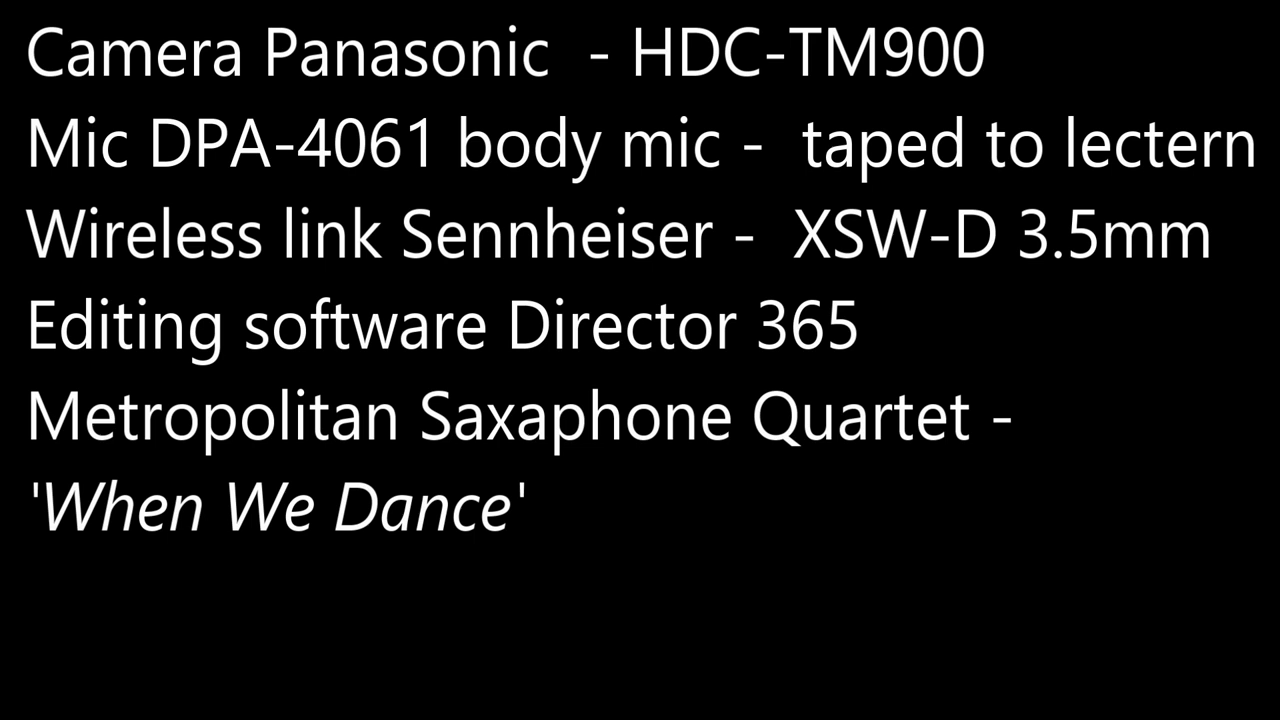 Camera Panasonic  - HDC-TM900
Mic DPA-4061 body mic -  taped to lectern
Wireless link Sennheiser -  XSW-D 3.5mm
Editing software Director 365
Metropolitan Saxaphone Quartet -
'When We Dance'